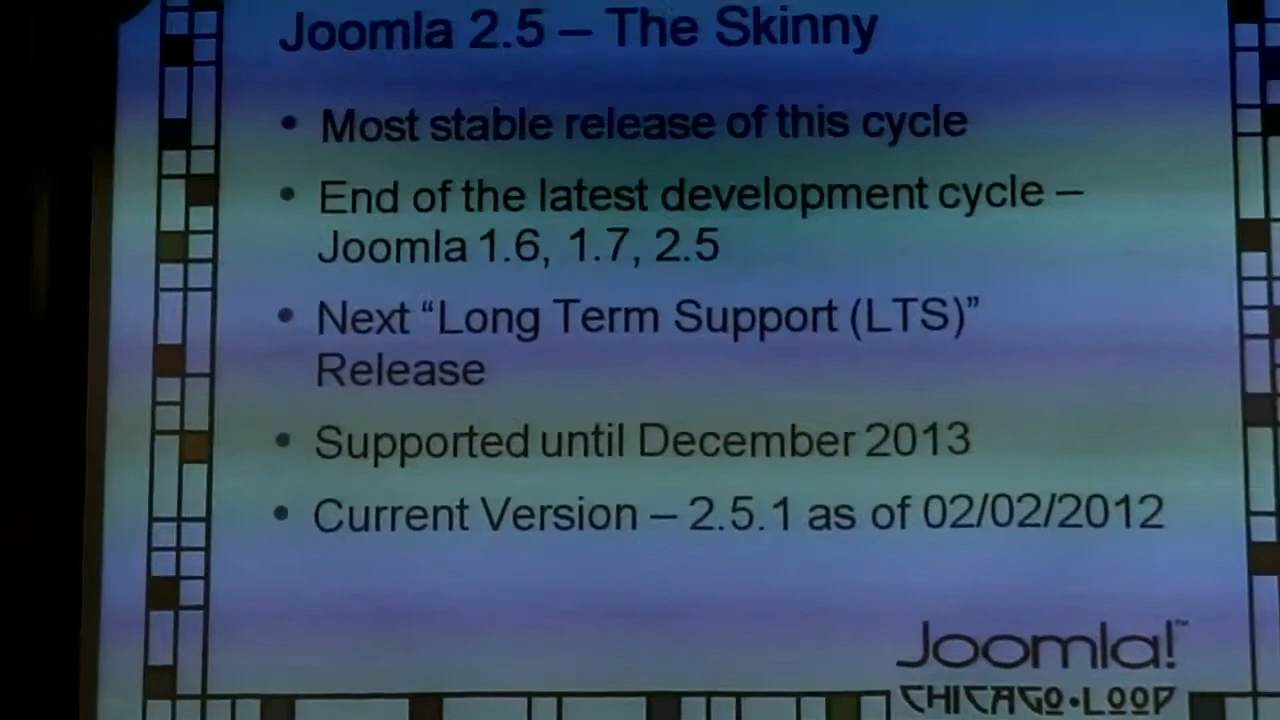 Joomla 2.5 – The Skinny
• Most stable release of this cycle
• End of the latest development cycle –
Joomla 1.6, 1.7, 2.5
• Next “Long Term Support (LTS)”
Release
• Supported until December 2013
• Current Version – 2.5.1 as of 02/02/2012
Joomla!™
CHICAGO•LOOP